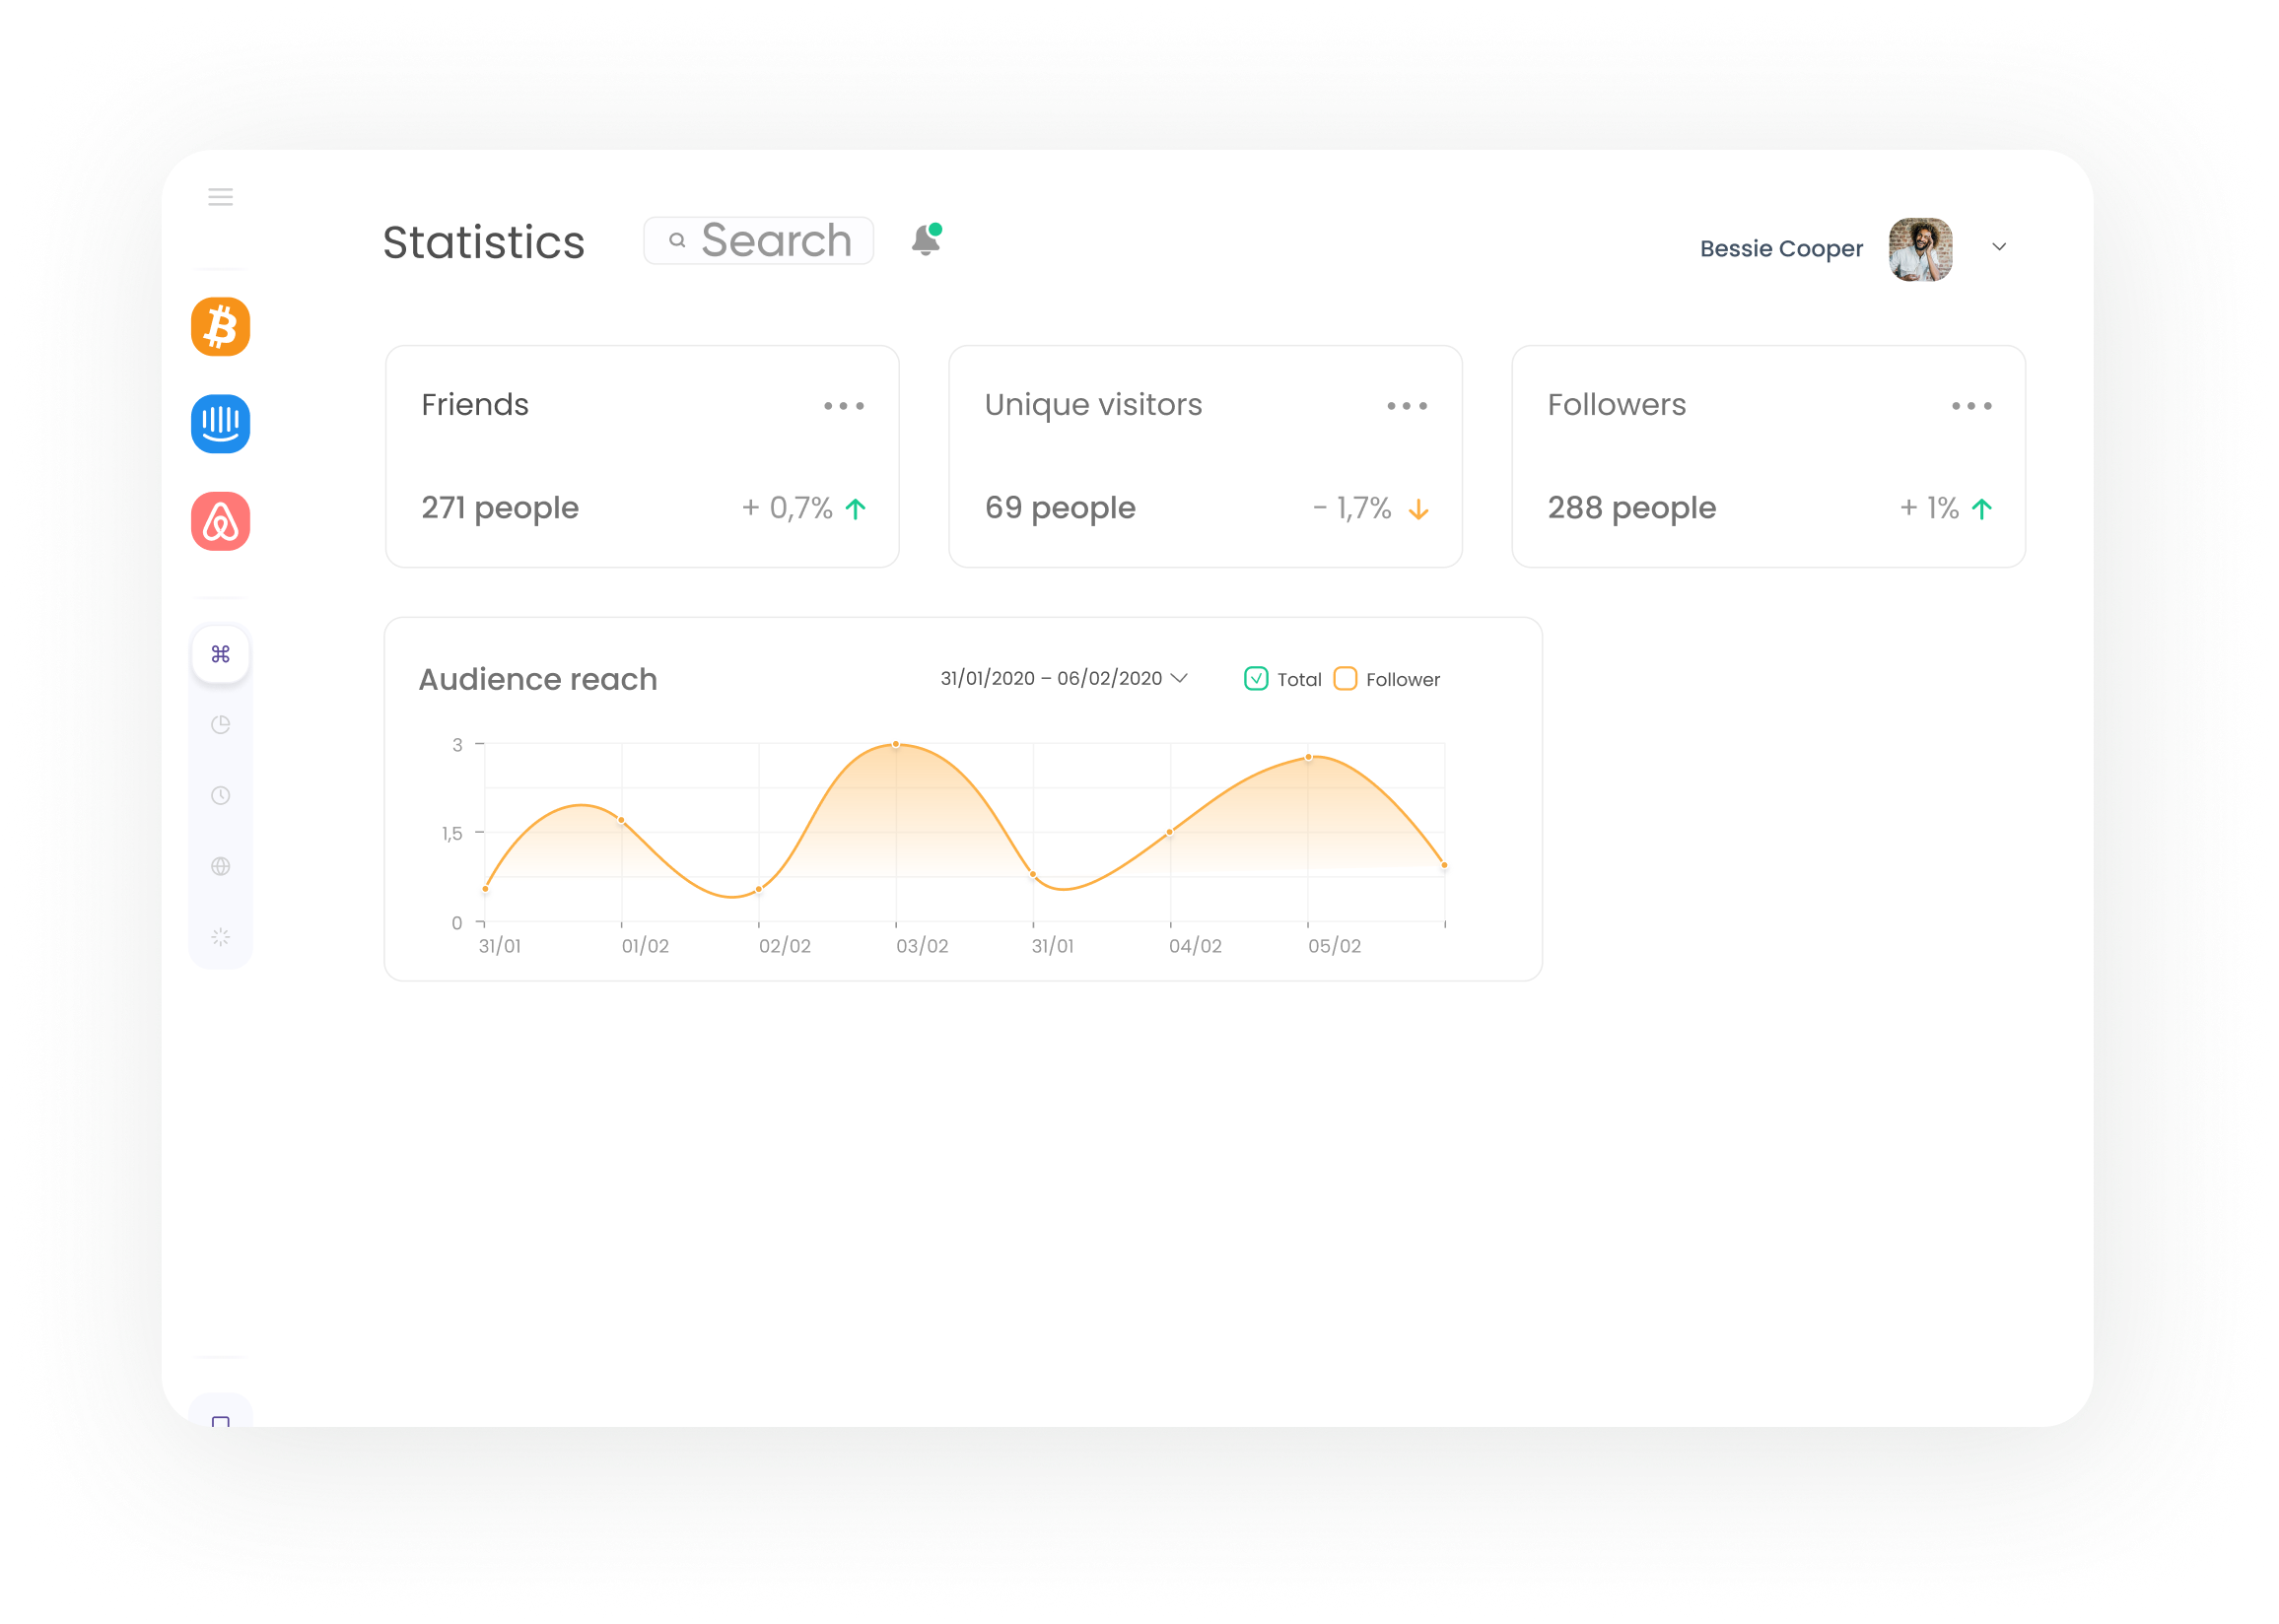 Statistics
Search
Bessie Cooper
Friends
271 people
+ 0,7%
Unique visitors
69 people
- 1,7%
Followers
288 people
+ 1%
Audience reach
31/01/2020 – 06/02/2020
Total
Follower
3
1,5
0
31/01
01/02
02/02
03/02
31/01
04/02
05/02